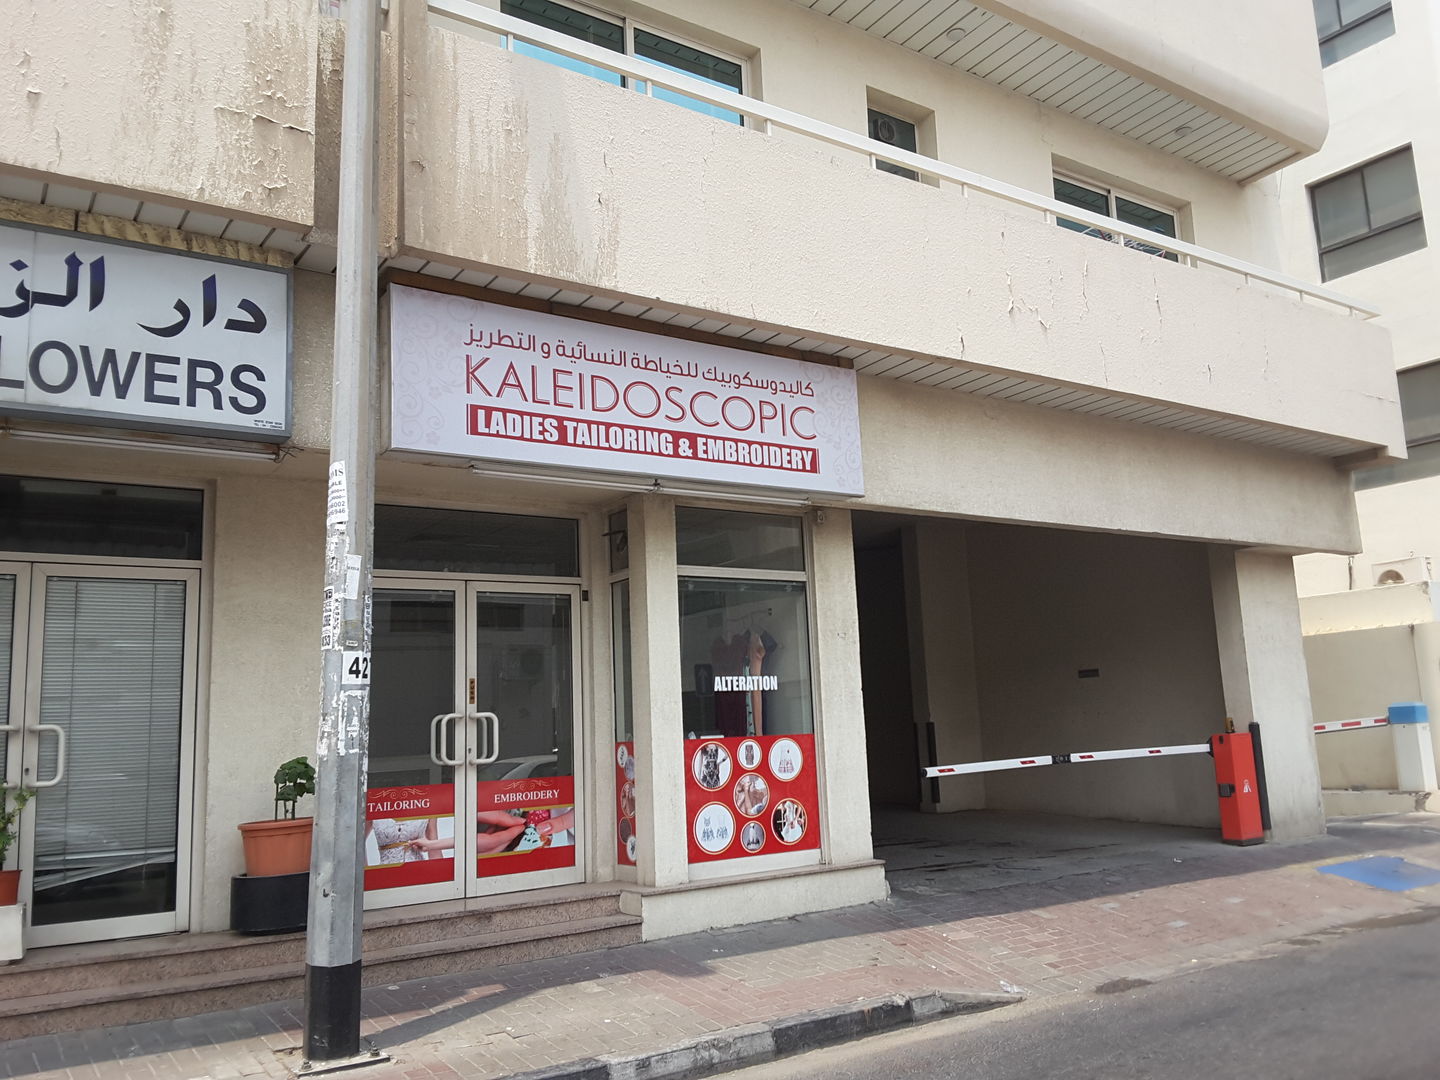 دار الز
LOWERS
كاليدوسكوبيك للخياطة النسائية و التطريز
KALEIDOSCOPIC
LADIES TAILORING & EMBROIDERY
42
ALTERATION
TAILORING
EMBROIDERY